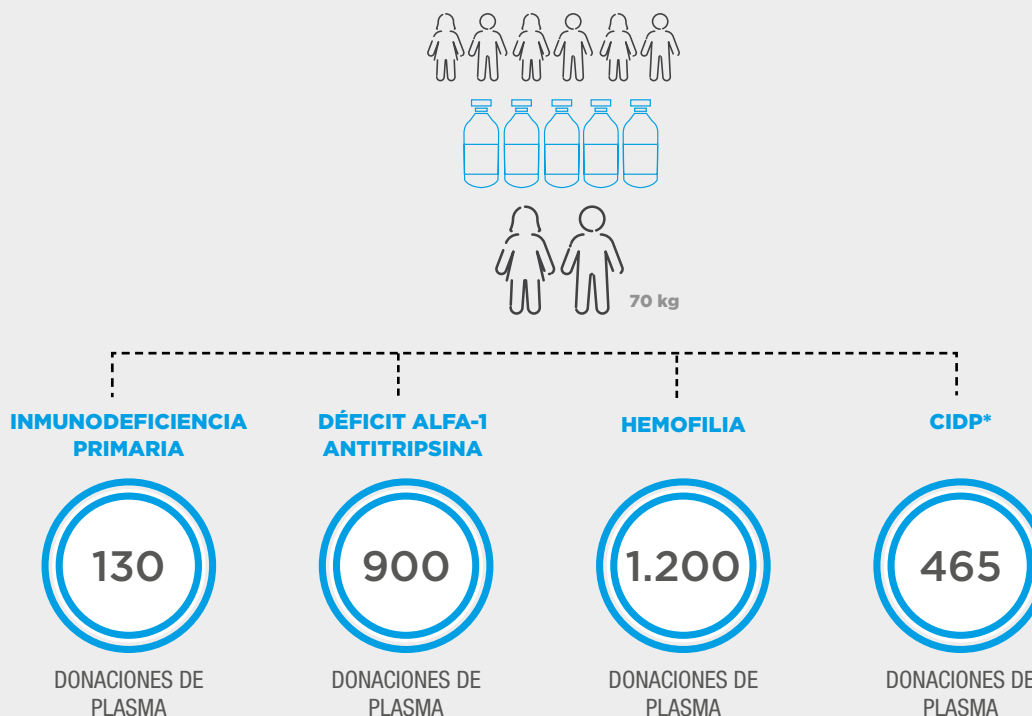 70 kg
INMUNODEFICIENCIA
PRIMARIA
DÉFICIT ALFA-1
ANTITRIPSINA
HEMOFILIA
CIDP*
130
900
1.200
465
DONACIONES DE
PLASMA
DONACIONES DE
PLASMA
DONACIONES DE
PLASMA
DONACIONES DE
PLASMA